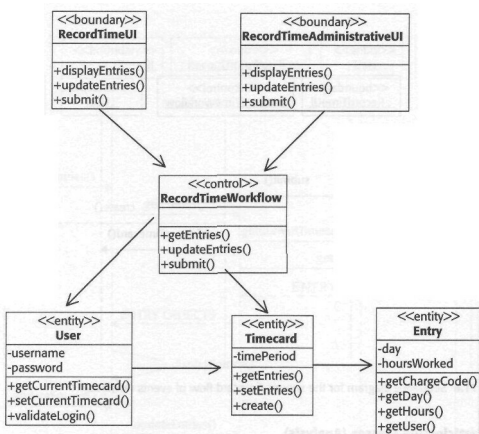 <<boundary>>
RecordTimeUI
+displayEntries()
+updateEntries()
+submit()
<<boundary>>
RecordTimeAdministrativeUI
+displayEntries()
+updateEntries()
+submit()
<<control>>
RecordTimeWorkflow
+getEntries()
+updateEntries()
+submit()
<<entity>>
User
-username
-password
+getCurrentTimecard()
+setCurrentTimecard()
+validateLogin()
<<entity>>
Timecard
-timePeriod
+getEntries()
+setEntries()
+create()
<<entity>>
Entry
-day
-hoursWorked
+getChargeCode()
+getDay()
+getHours()
+getUser()